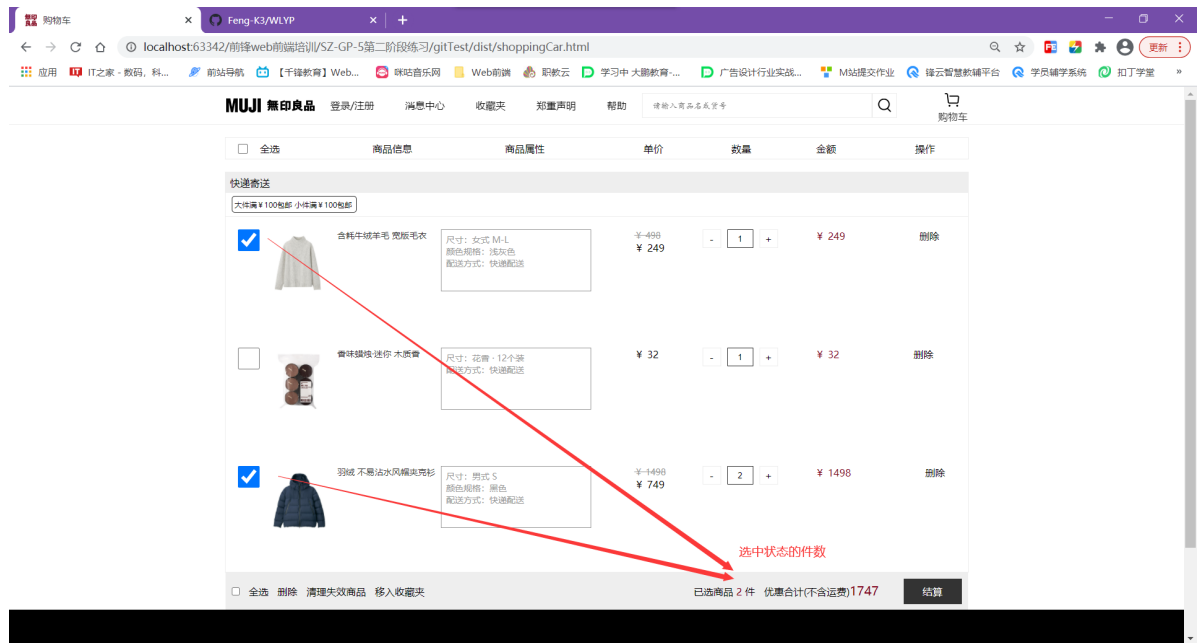 無印良品 购物车
Feng-K3/WLYP
localhost:63342/前锋web前端培训/SZ-GP-5第二阶段练习/gitTest/dist/shoppingCar.html
更新
应用 IT之家 - 数码，科... 前站导航 【千锋教育】Web... 咪咕音乐网 Web前端 职教云 学习中 大鹏教育-... 广告设计行业实战... M站提交作业 锋云智慧教辅平台 学员辅学系统 扣丁学堂 »
MUJI 無印良品 登录/注册 消息中心 收藏夹 郑重声明 帮助 请输入商品名或货号 购物车
全选 商品信息 商品属性 单价 数量 金额 操作
快递寄送
大件满￥100包邮 小件满￥100包邮
含牦牛绒羊毛 宽版毛衣
尺寸：女式 M-L
颜色规格：浅灰色
配送方式：快递配送
￥ 498
￥ 249
- 1 +
￥ 249
删除
香味蜡烛·迷你 木质香
尺寸：花香 · 12个装
配送方式：快递配送
￥ 32
- 1 +
￥ 32
删除
羽绒 不易沾水风帽夹克衫
尺寸：男式 S
颜色规格：黑色
配送方式：快递配送
￥ 1498
￥ 749
- 2 +
￥ 1498
删除
选中状态的件数
全选 删除 清理失效商品 移入收藏夹 已选商品 2 件 优惠合计(不含运费)1747 结算